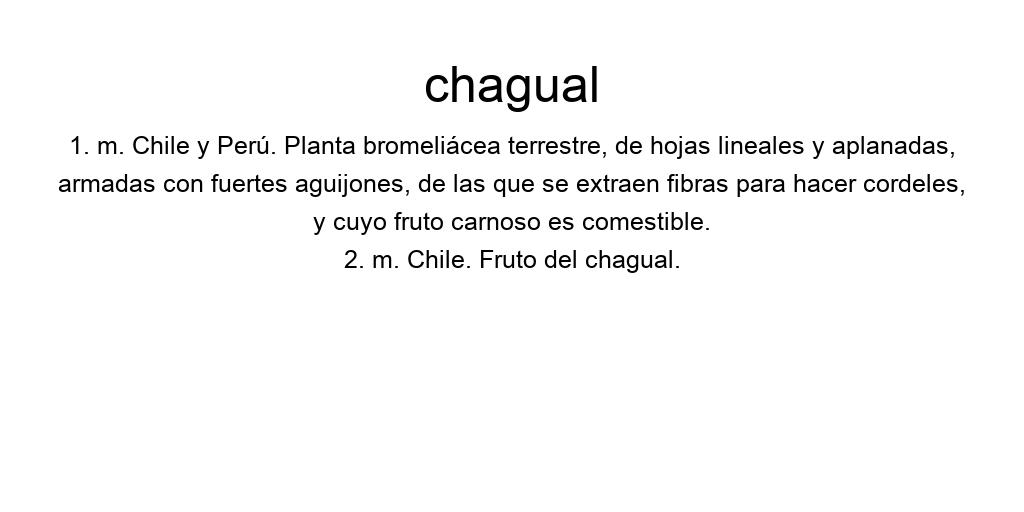 chagual
1. m. Chile y Perú. Planta bromeliácea terrestre, de hojas lineales y aplanadas,
armadas con fuertes aguijones, de las que se extraen fibras para hacer cordeles,
y cuyo fruto carnoso es comestible.
2. m. Chile. Fruto del chagual.